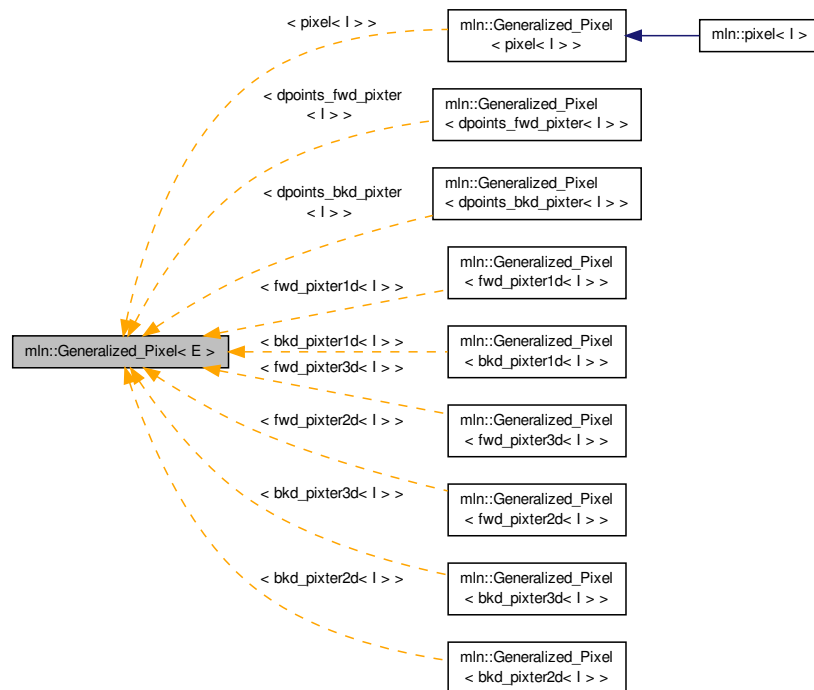 < pixel< I > >
mln::Generalized_Pixel
< pixel< I > >
mln::pixel< I >
< dpoints_fwd_pixter
< I > >
mln::Generalized_Pixel
< dpoints_fwd_pixter< I > >
< dpoints_bkd_pixter
< I > >
mln::Generalized_Pixel
< dpoints_bkd_pixter< I > >
< fwd_pixter1d< I > >
mln::Generalized_Pixel
< fwd_pixter1d< I > >
mln::Generalized_Pixel< E >
< bkd_pixter1d< I > >
mln::Generalized_Pixel
< bkd_pixter1d< I > >
< fwd_pixter3d< I > >
mln::Generalized_Pixel
< fwd_pixter3d< I > >
< fwd_pixter2d< I > >
mln::Generalized_Pixel
< fwd_pixter2d< I > >
< bkd_pixter3d< I > >
mln::Generalized_Pixel
< bkd_pixter3d< I > >
< bkd_pixter2d< I > >
mln::Generalized_Pixel
< bkd_pixter2d< I > >